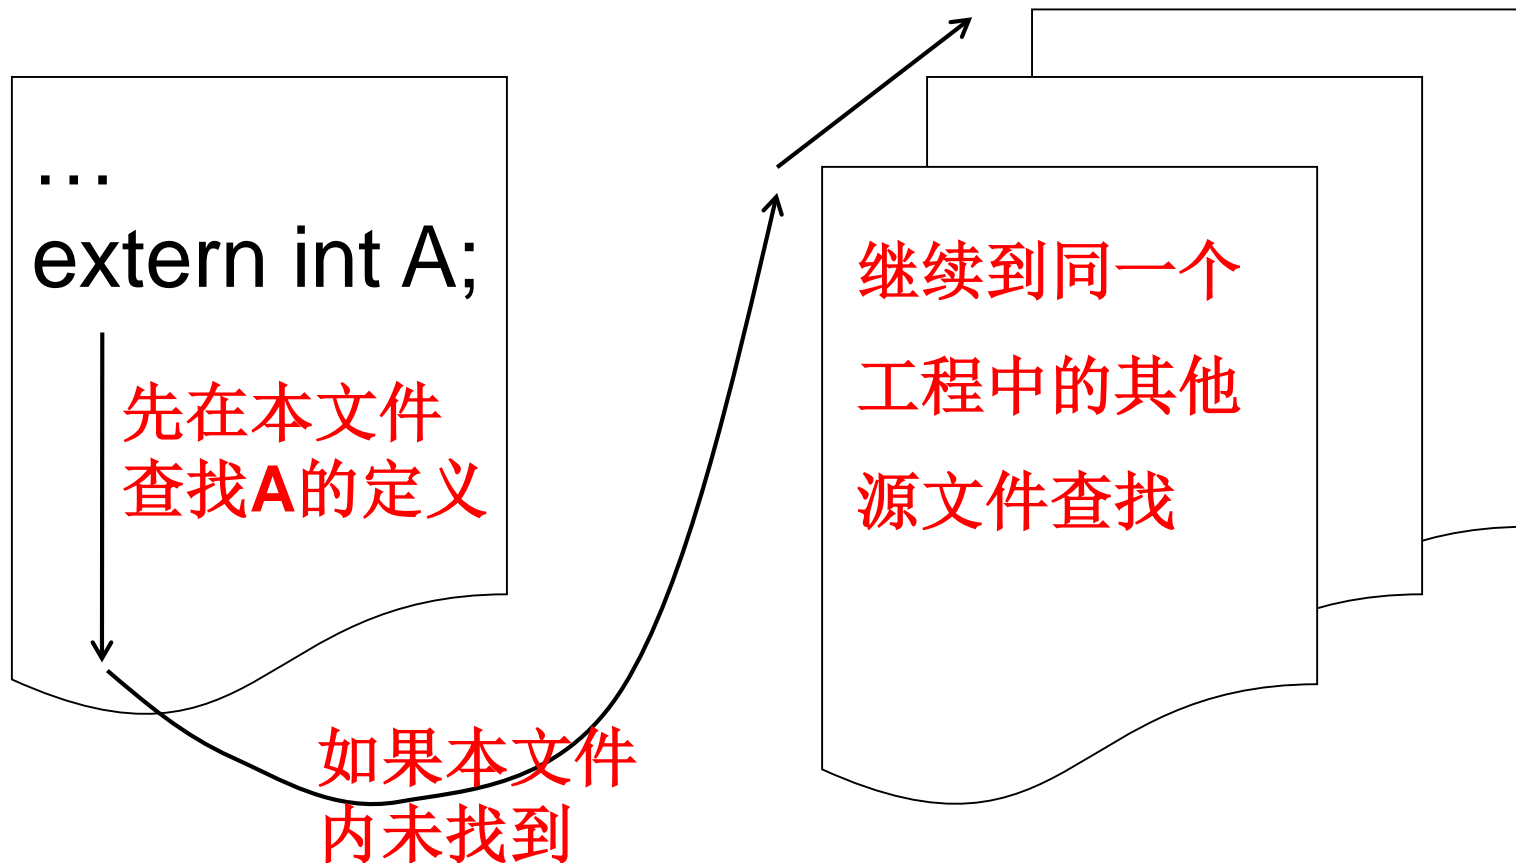 …
extern int A;
先在本文件
查找A的定义
如果本文件
内未找到
继续到同一个
工程中的其他
源文件查找